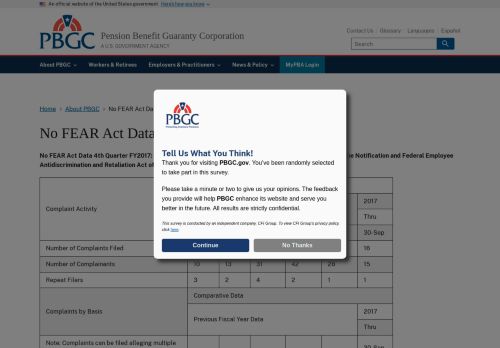 An official website of the United States government Here's how you know
PBGC
Pension Benefit Guaranty Corporation
A U.S. GOVERNMENT AGENCY
Contact Us Glossary Languages Español
Search
About PBGC Workers & Retirees Employers & Practitioners News & Policy MyPBA Login
Home > About PBGC > No FEAR Act Dat
No FEAR Act Data
No FEAR Act Data 4th Quarter FY2017:
e Notification and Federal Employee
Antidiscrimination and Retaliation Act of
PBGC
Protecting America's Pensions
Tell Us What You Think!
Thank you for visiting PBGC.gov. You've been randomly selected
to take part in this survey.
Please take a minute or two to give us your opinions. The feedback
you provide will help PBGC enhance its website and serve you
better in the future. All results are strictly confidential.
This survey is conducted by an independent company, CFI Group. To view CFI Group's privacy policy
click here.
Continue No Thanks
Complaint Activity
2017
Thru
30-Sep
Number of Complaints Filed 16
Number of Complainants 10 13 31 42 26 15
Repeat Filers 3 2 4 2 1 1
Complaints by Basis
Comparative Data
Previous Fiscal Year Data
2017
Thru
Note: Complaints can be filed alleging multiple
30-Sep